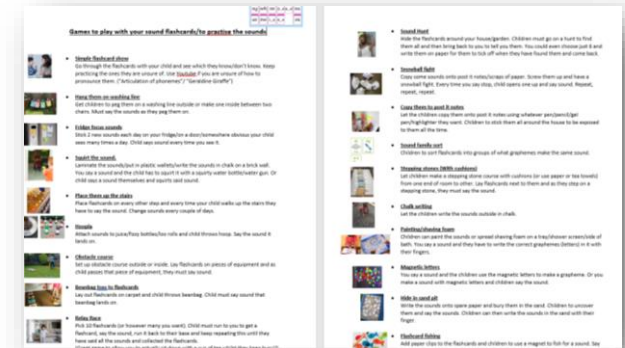 Games to play with your sound flashcards/to practise the sounds
Simple flashcard show
Go through the flashcards with your child and see which they know/don't know. Keep
practising the ones they are unsure of. Use Youtube if you are unsure of how to
pronounce them. ("Articulation of phonemes"/ "Geraldine Giraffe")
Hang them on washing line
Get children to peg them on a washing line outside or make one inside between two
chairs. Must say the sounds as they peg them on.
Fridge focus sounds
Stick 2 new sounds each day on your fridge/on a door/somewhere obvious your child
sees many times a day. Child says sound every time you see it.
Squirt the sound.
Laminate the sounds/put in plastic wallets/write the sounds in chalk on a brick wall.
You say a sound and the child has to squirt it with a squirty water bottle/water gun. Or
child says a sound themselves and squirts said sound.
Place them up the stairs
Place flashcards on every other step and every time your child walks up the stairs they
have to say the sound. Change sounds every couple of days.
Hoopla
Attach sounds to juice/fizzy bottles/loo rolls and child throws hoop. Say the sound it
lands on.
Obstacle course
Set up obstacle course outside or inside. Lay flashcards on pieces of equipment and as
child passes that piece of equipment, they must say sound.
Beanbag toss to flashcards
Lay out flashcards on carpet and child throws beanbag. Child must say sound that
beanbag lands on.
Relay Race
Pick 10 flashcards (or however many you want). Child must run to you to get a
flashcard, say the sound, run it back to their base and keep repeating this until they
have said all the sounds and collected the flashcards.
Sound Hunt
Hide the flashcards around your house/garden. Children must go on a hunt to find
them all and then bring each back to you to tell you them. You could even choose just 6 and
write them on paper for them to tick off when they have found them and come back.
Snowball fight
Copy some sounds onto post it notes/scraps of paper. Screw them up and have a
snowball fight. Every time you say stop, child opens one up and say sound. Repeat,
repeat, repeat.
Copy them to post it notes
Let the children copy them onto post it notes using whatever pen/pencil/gel
pen/highlighter they want. Children to stick them all around the house to be exposed
to them all the time.
Sound family sort
Children to sort flashcards into groups of what graphemes make the same sound.
Stepping stones (With cushions)
Let children make a stepping stone course with cushions (or use paper or tea towels)
from one end of room to other. Lay flashcards next to them and as they step on a
stepping stone, they must say the sound.
Chalk writing
Let the children write the sounds outside in chalk.
Painting/shaving foam
Children can paint the sounds or spread shaving foam on a tray/shower screen/side of
bath. You say a sound and they have to write the correct graphemes (letters) in it with
their fingers.
Magnetic letters
You say a sound and the children use the magnetic letters to make a grapheme. Or you
make a sound with magnetic letters and children say the sound.
Hide in sand pit
Write the sounds onto spare paper and bury them in the sand. Children to uncover
them and say the sounds. Children can then write the sounds in the sand with their
finger.
Flashcard fishing
Add paper clips to the flashcards and children to use a magnet to fish for a sound. Say